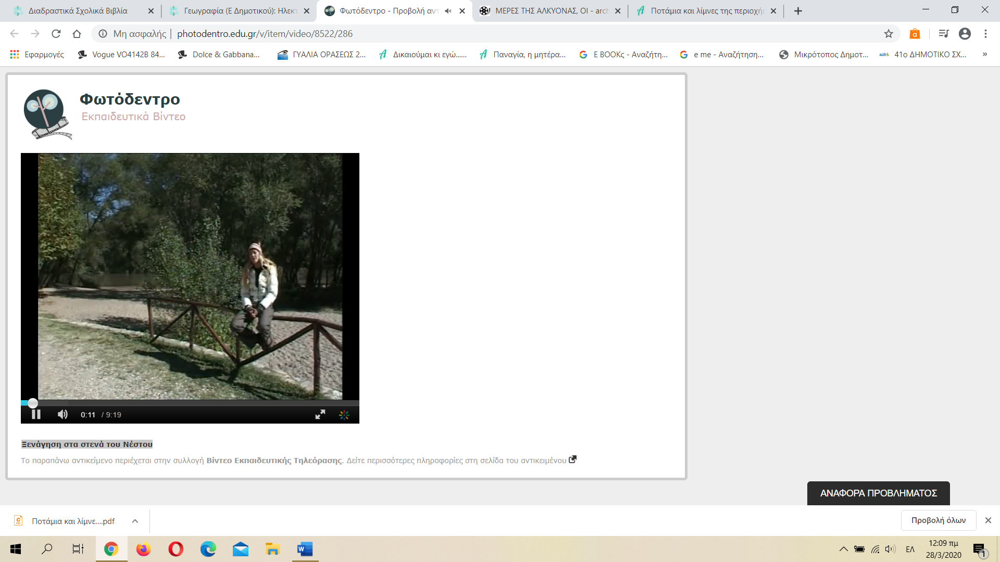 Διαδραστικά Σχολικά Βιβλία
Γεωγραφία (Ε Δημοτικού): Ηλεκτ
Φωτόδεντρο - Προβολή αντ
ΜΕΡΕΣ ΤΗΣ ΑΛΚΥΟΝΑΣ, ΟΙ - arch
Ποτάμια και λίμνες της περιοχής
Μη ασφαλής | photodentro.edu.gr/v/item/video/8522/286
Εφαρμογές
Vogue VO4142B 84...
Dolce & Gabbana...
ΓΥΑΛΙΑ ΟΡΑΣΕΩΣ 2...
Δικαιούμαι κι εγώ......
Παναγία, η μητέρα...
E BOOKς - Αναζήτη...
e me - Αναζήτηση...
Μικρότοπος Δημοτ...
41ο ΔΗΜΟΤΙΚΟ ΣΧ...
»
Φωτόδεντρο
Εκπαιδευτικά Βίντεο
0:11 / 9:19
Ξενάγηση στα στενά του Νέστου
Το παραπάνω αντικείμενο περιέχεται στην συλλογή Βίντεο Εκπαιδευτικής Τηλεόρασης. Δείτε περισσότερες πληροφορίες στη σελίδα του αντικειμένου
ΑΝΑΦΟΡΑ ΠΡΟΒΛΗΜΑΤΟΣ
Ποτάμια και λίμνε....pdf
Προβολή όλων
ΕΛ
12:09 πμ
28/3/2020
1